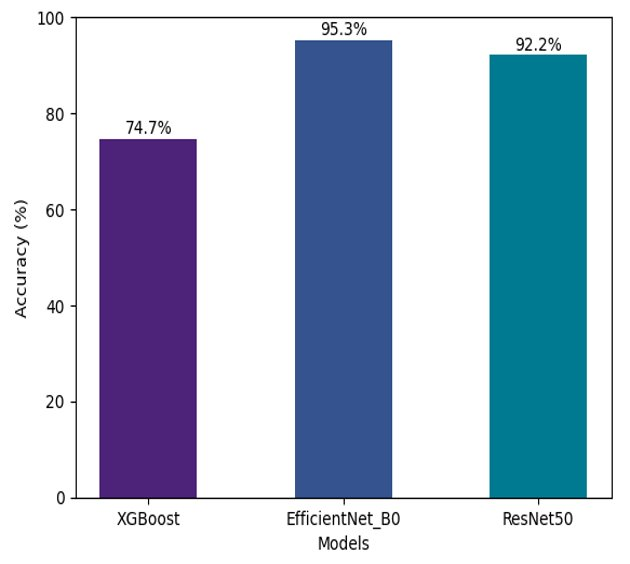 100
80
60
40
20
0
Accuracy (%)
74.7%
95.3%
92.2%
XGBoost
EfficientNet_B0
ResNet50
Models